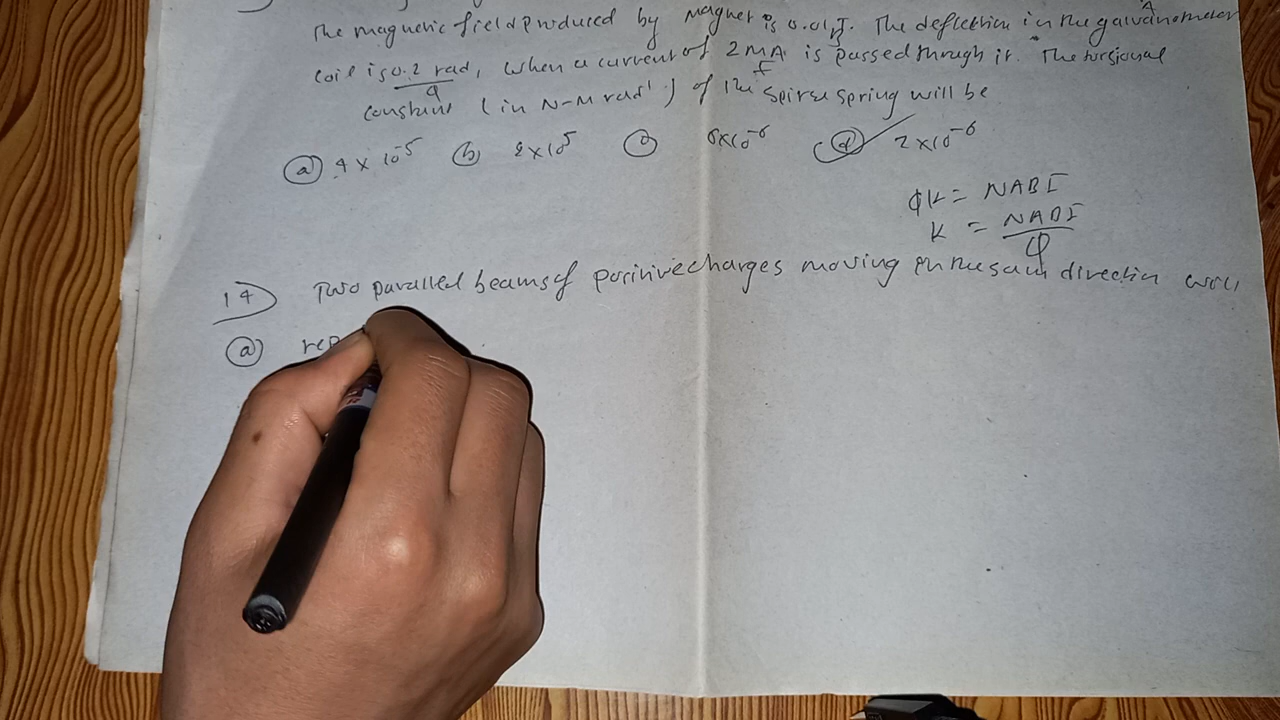 The magnetic field produced by magnet is 0.01 T. The deflection in the galvanometer
coil is 0.2 rad, when a current of 2 mA is passed through it. The torsional
φ I A
constant (in N-M rad⁻¹) of the spiral spring will be
(a) 4 × 10⁻⁵ (b) 2×10⁵ (c) 6×10⁻⁶ (d) 2×10⁻⁶
φK = NABI
K = NABI
φ
14) Two parallel beams of positive charges moving in the same direction will
(a) rep